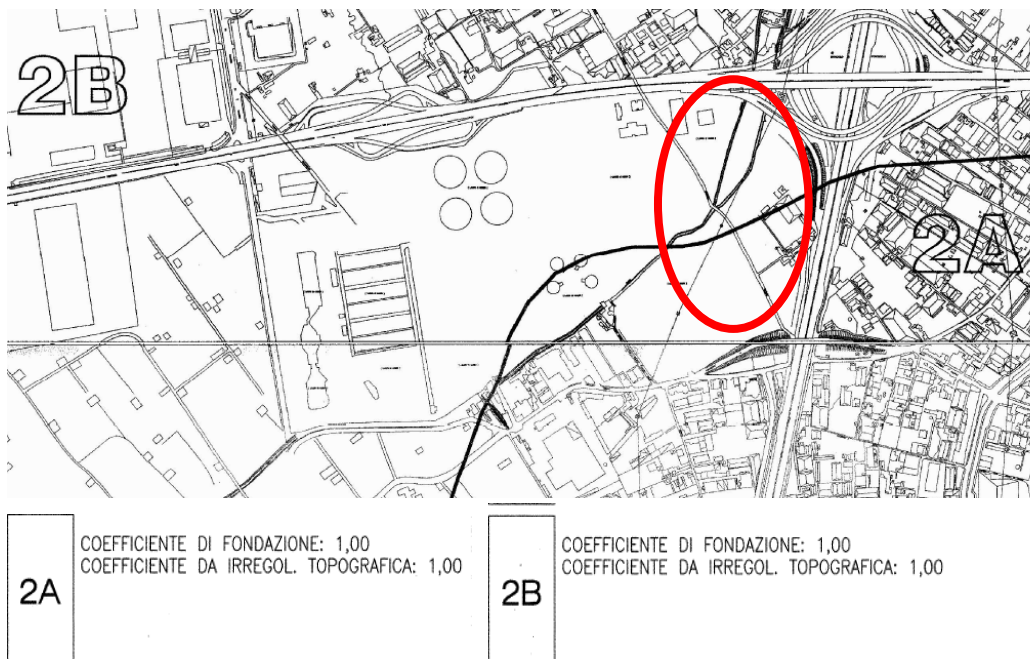 2B
2A
2A
COEFFICIENTE DI FONDAZIONE: 1,00
COEFFICIENTE DA IRREGOL. TOPOGRAFICA: 1,00
2B
COEFFICIENTE DI FONDAZIONE: 1,00
COEFFICIENTE DA IRREGOL. TOPOGRAFICA: 1,00